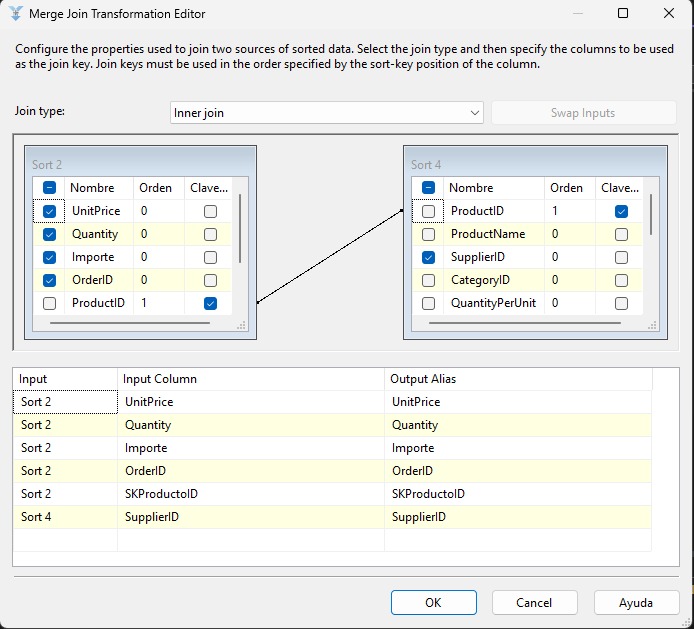 Merge Join Transformation Editor
Configure the properties used to join two sources of sorted data. Select the join type and then specify the columns to be used
as the join key. Join keys must be used in the order specified by the sort-key position of the column.
Join type: Inner join Swap Inputs
Sort 2
Nombre Orden Clave...
UnitPrice 0
Quantity 0
Importe 0
OrderID 0
ProductID 1
Sort 4
Nombre Orden Clave...
ProductID 1
ProductName 0
SupplierID 0
CategoryID 0
QuantityPerUnit 0
Input Input Column Output Alias
Sort 2 UnitPrice UnitPrice
Sort 2 Quantity Quantity
Sort 2 Importe Importe
Sort 2 OrderID OrderID
Sort 2 SKProductoID SKProductoID
Sort 4 SupplierID SupplierID
OK Cancel Ayuda